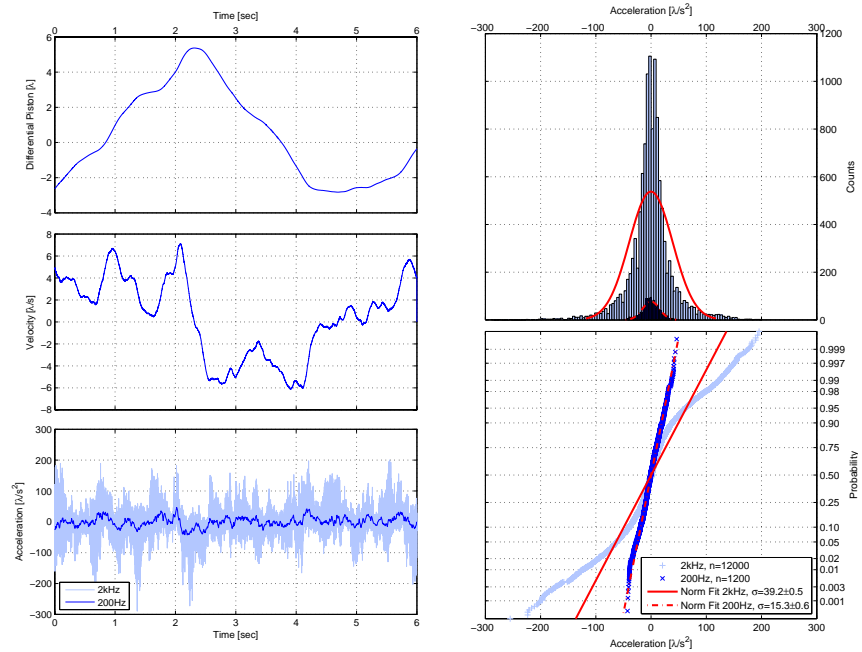 Time [sec]
0 1 2 3 4 5 6
6
4
2
0
−2
−4
Differential Piston [λ]
8
6
4
2
0
−2
−4
−6
−8
Velocity [λ/s]
300
200
100
0
−100
−200
−300
Acceleration [λ/s²]
2kHz
200Hz
0 1 2 3 4 5 6
Time [sec]
Acceleration [λ/s²]
−300 −200 −100 0 100 200 300
1200
1000
800
600
400
200
0
Counts
0.999
0.997
0.99
0.98
0.95
0.90
0.75
0.50
0.25
0.10
0.05
0.02
0.01
0.003
0.001
Probability
2kHz, n=12000
200Hz, n=1200
Norm Fit 2kHz, σ=39.2±0.5
Norm Fit 200Hz, σ=15.3±0.6
−300 −200 −100 0 100 200 300
Acceleration [λ/s²]